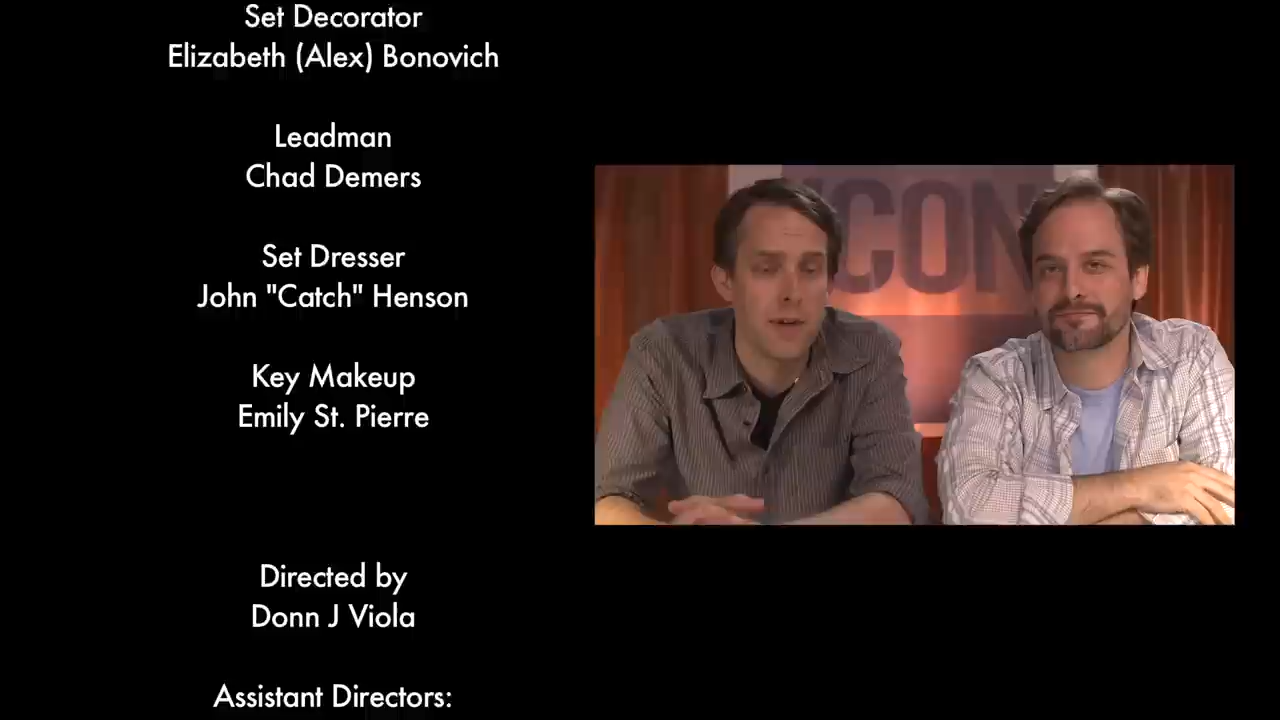 Set Decorator
Elizabeth (Alex) Bonovich
Leadman
Chad Demers
Set Dresser
John "Catch" Henson
Key Makeup
Emily St. Pierre
Directed by
Donn J Viola
Assistant Directors:
ICON